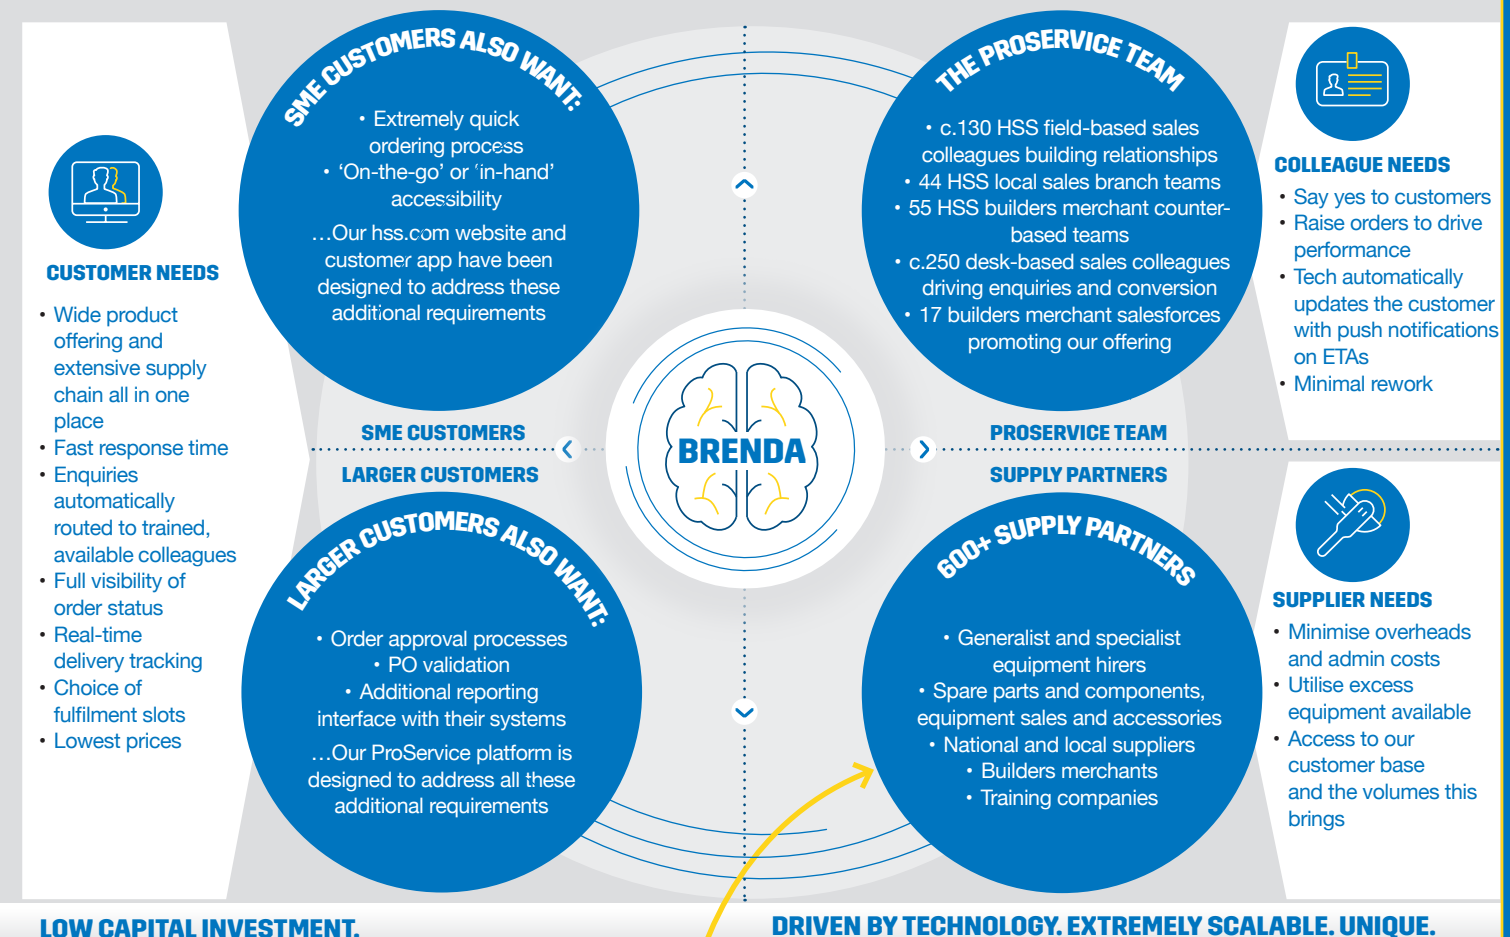 CUSTOMER NEEDS
• Wide product
offering and
extensive supply
chain all in one
place
• Fast response time
• Enquiries
automatically
routed to trained,
available colleagues
• Full visibility of
order status
• Real-time
delivery tracking
• Choice of
fulfilment slots
• Lowest prices
SME CUSTOMERS ALSO WANT:
• Extremely quick
ordering process
• ‘On-the-go’ or ‘in-hand’
accessibility
…Our hss.com website and
customer app have been
designed to address these
additional requirements
SME CUSTOMERS
LARGER CUSTOMERS
LARGER CUSTOMERS ALSO WANT:
• Order approval processes
• PO validation
• Additional reporting
interface with their systems
…Our ProService platform is
designed to address all these
additional requirements
BRENDA
THE PROSERVICE TEAM
• c.130 HSS field-based sales
colleagues building relationships
• 44 HSS local sales branch teams
• 55 HSS builders merchant counter-
based teams
• c.250 desk-based sales colleagues
driving enquiries and conversion
• 17 builders merchant salesforces
promoting our offering
PROSERVICE TEAM
SUPPLY PARTNERS
600+ SUPPLY PARTNERS
• Generalist and specialist
equipment hirers
• Spare parts and components,
equipment sales and accessories
• National and local suppliers
• Builders merchants
• Training companies
COLLEAGUE NEEDS
• Say yes to customers
• Raise orders to drive
performance
• Tech automatically
updates the customer
with push notifications
on ETAs
• Minimal rework
SUPPLIER NEEDS
• Minimise overheads
and admin costs
• Utilise excess
equipment available
• Access to our
customer base
and the volumes this
brings
LOW CAPITAL INVESTMENT.
DRIVEN BY TECHNOLOGY. EXTREMELY SCALABLE. UNIQUE.